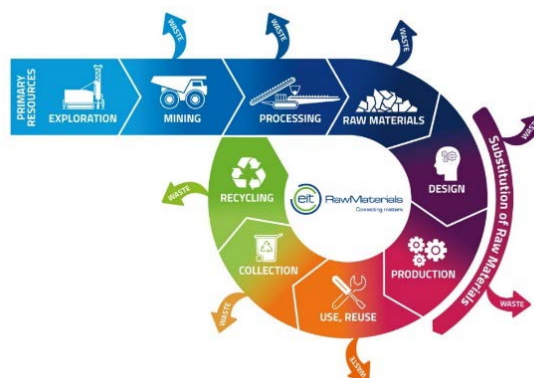 WASTE
WASTE
WASTE
PRIMARY
RESOURCES
EXPLORATION
MINING
PROCESSING
RAW MATERIALS
WASTE
Substitution of Raw Materials
DESIGN
WASTE
RECYCLING
eit RawMaterials
Connecting matters
COLLECTION
PRODUCTION
WASTE
USE, REUSE
WASTE
WASTE